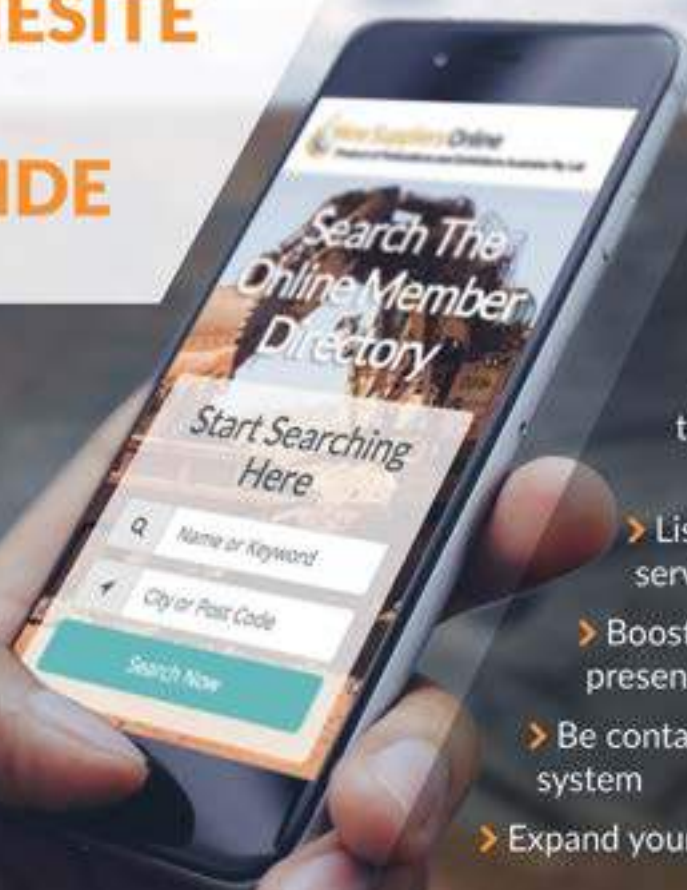 ESITE
IDE
Online
Search The
Online Member
Directory
Start Searching
Here
Name or Keyword
City or Post Code
Search Now
t
> Lis
serv
> Boost
presen
> Be conta
system
> Expand your